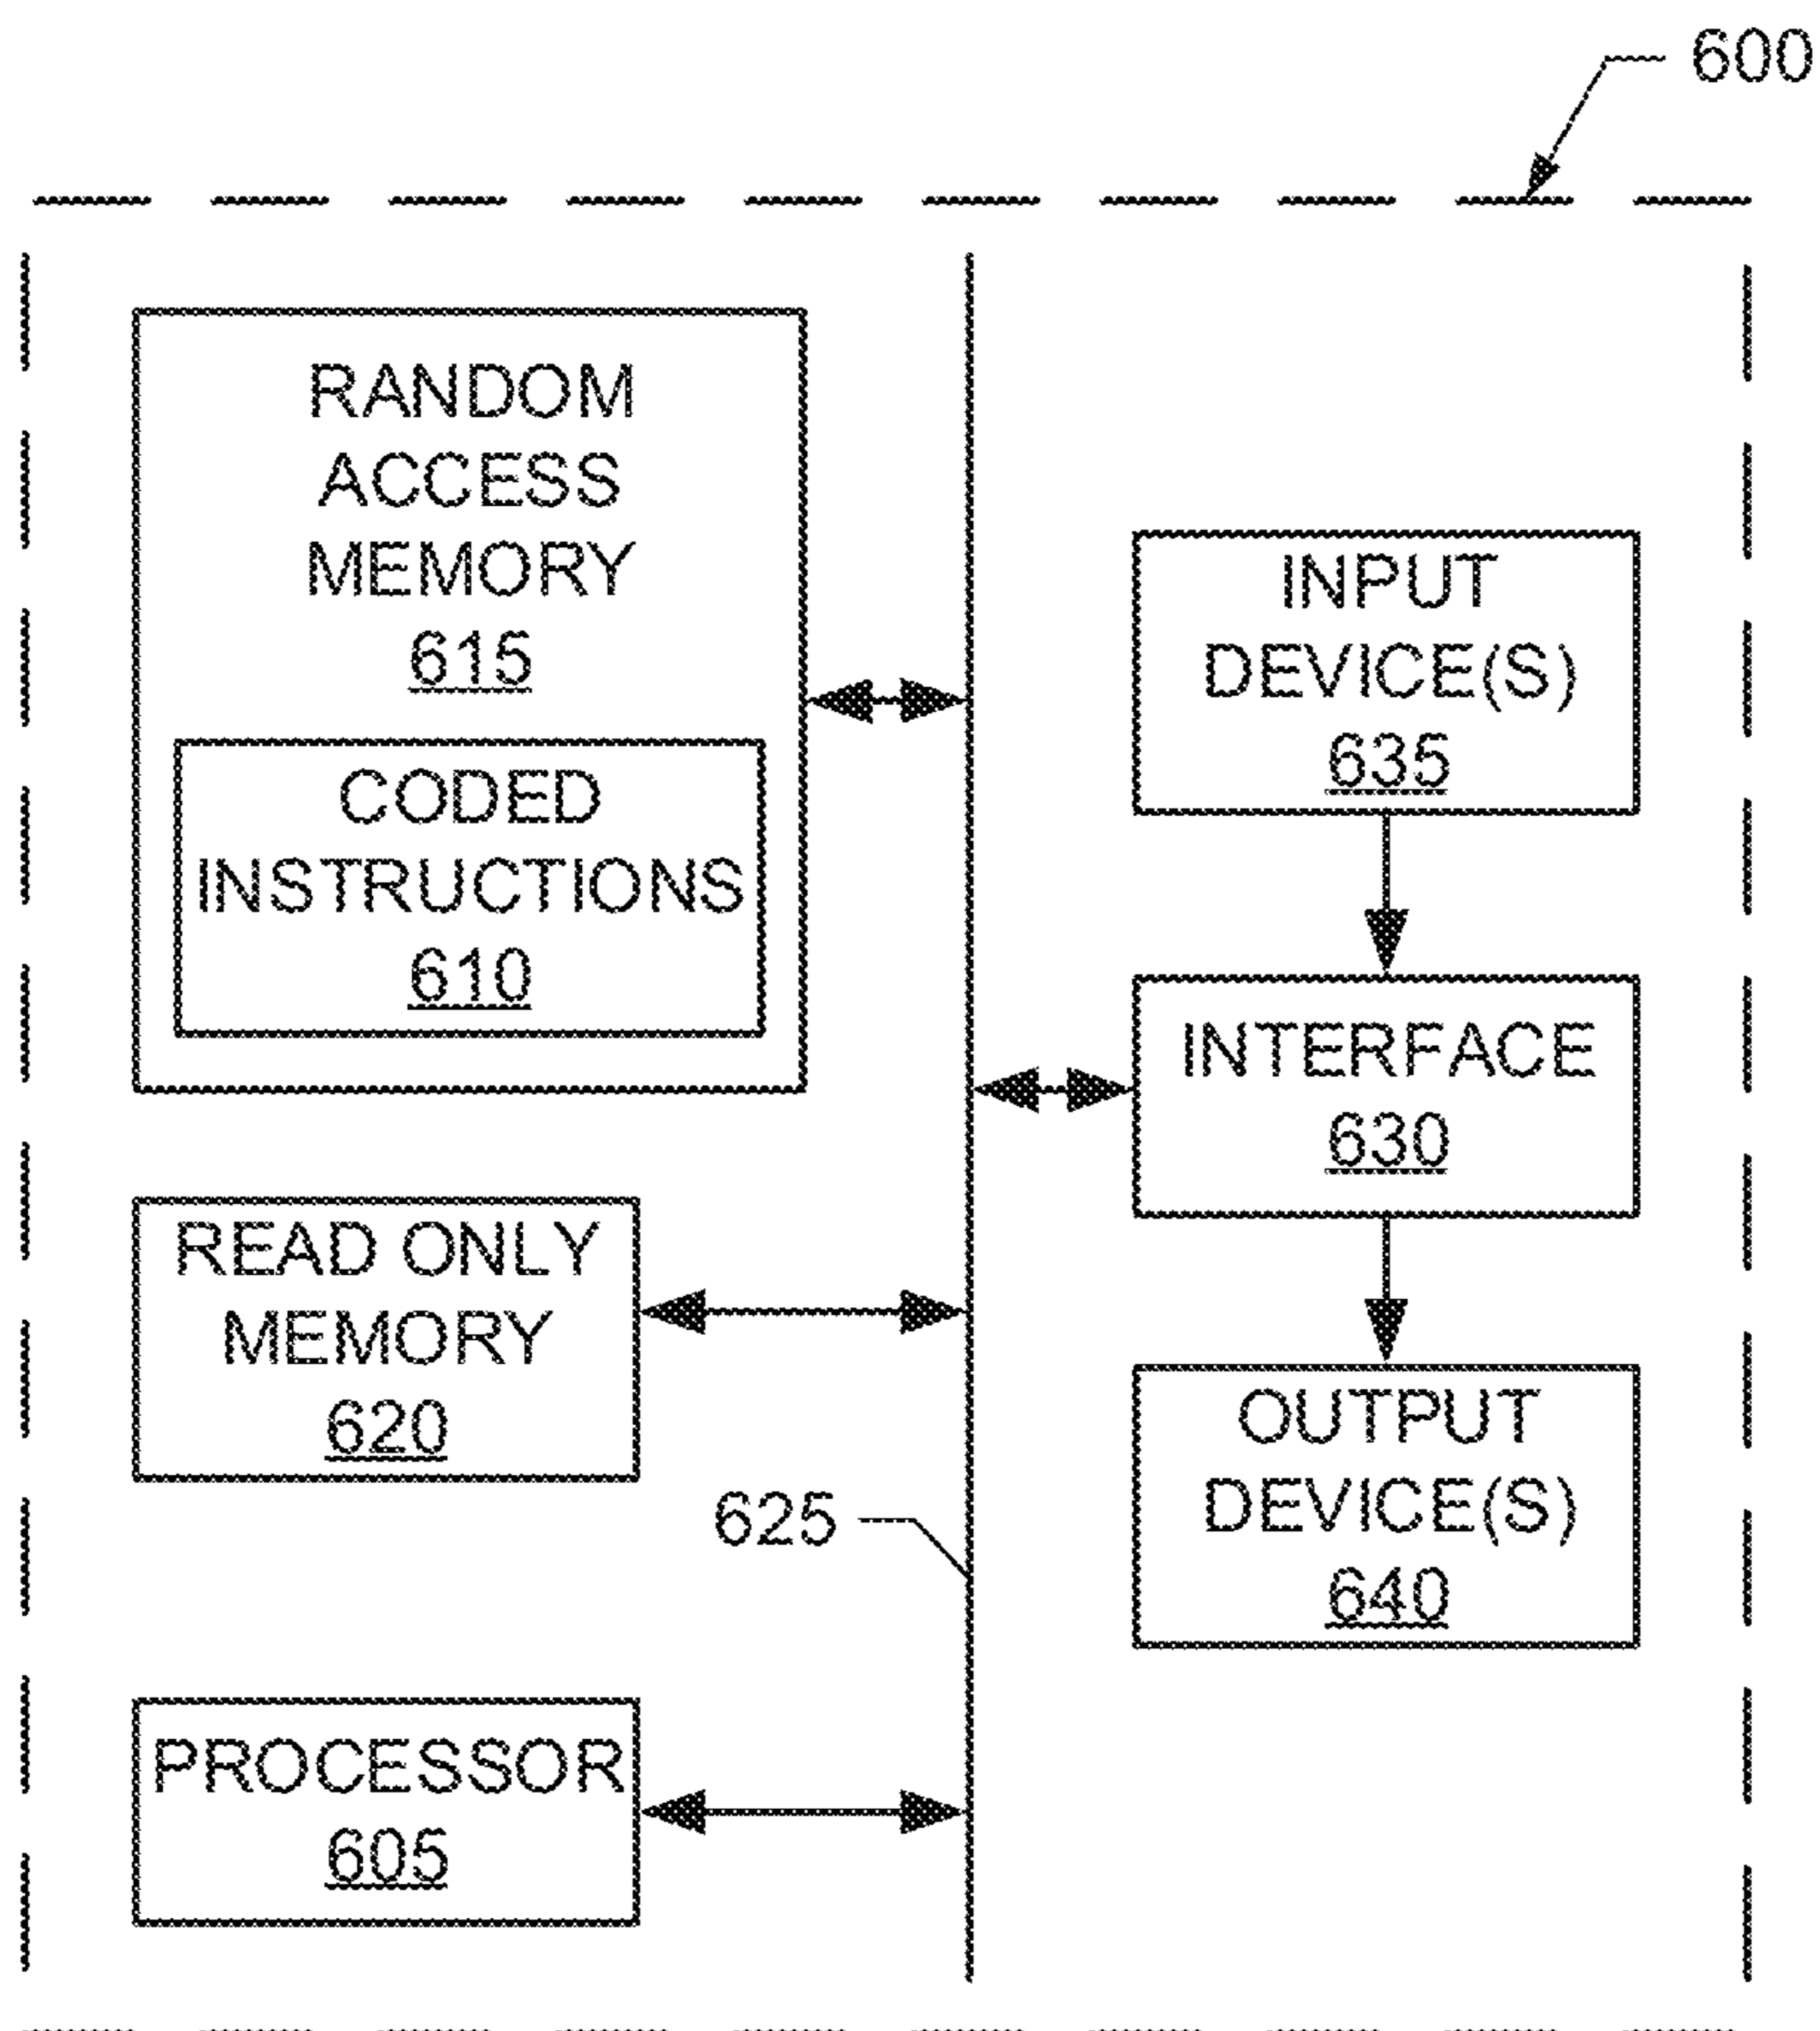 600
RANDOM
ACCESS
MEMORY
615
CODED
INSTRUCTIONS
610
READ ONLY
MEMORY
620
625
PROCESSOR
605
INPUT
DEVICE(S)
635
INTERFACE
630
OUTPUT
DEVICE(S)
640